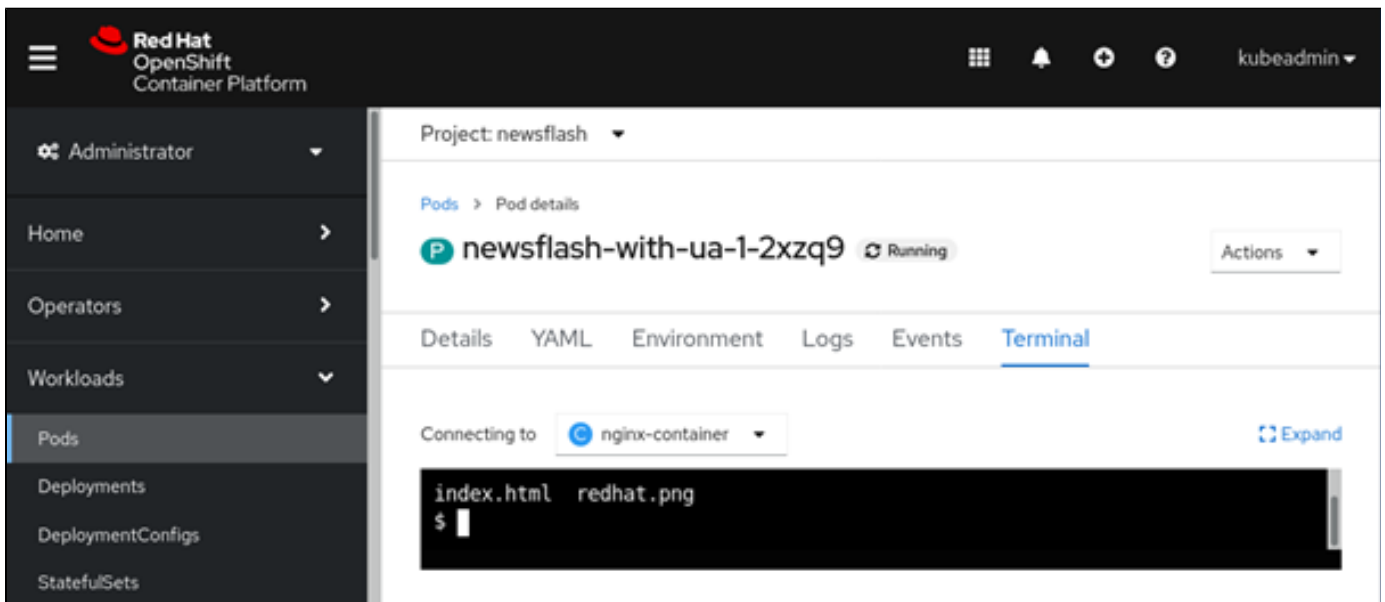 Red Hat
OpenShift
Container Platform
kubeadmin
Administrator
Home
Operators
Workloads
Pods
Deployments
DeploymentConfigs
StatefulSets
Project: newsflash
Pods > Pod details
P newsflash-with-ua-1-2xzq9 Running
Actions
Details YAML Environment Logs Events Terminal
Connecting to C nginx-container
Expand
index.html redhat.png
$